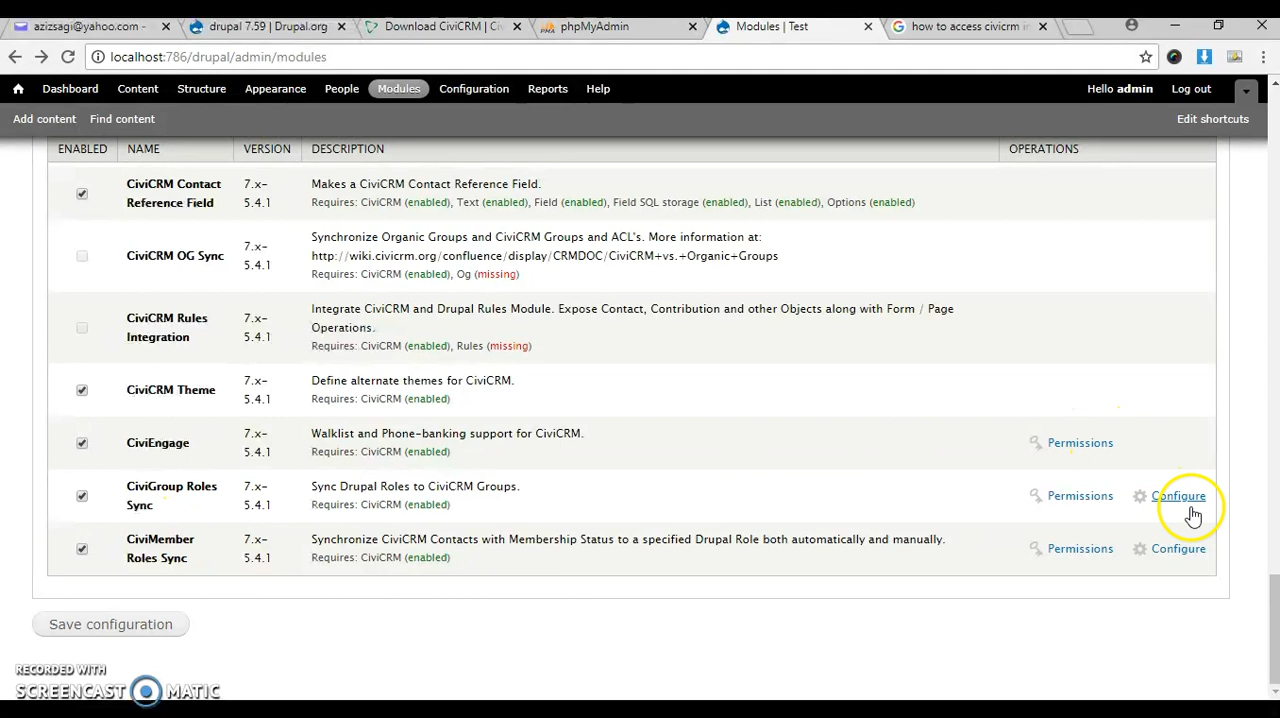 azizsagi@yahoo.com -
drupal 7.59 | Drupal.org
Download CiviCRM | Ci
phpMyAdmin
Modules | Test
how to access civicrm i
localhost:786/drupal/admin/modules
Dashboard Content Structure Appearance People Modules Configuration Reports Help Hello admin Log out
Add content Find content Edit shortcuts
ENABLED NAME VERSION DESCRIPTION OPERATIONS
CiviCRM Contact
Reference Field
7.x-
5.4.1
Makes a CiviCRM Contact Reference Field.
Requires: CiviCRM (enabled), Text (enabled), Field (enabled), Field SQL storage (enabled), List (enabled), Options (enabled)
CiviCRM OG Sync
7.x-
5.4.1
Synchronize Organic Groups and CiviCRM Groups and ACL's. More information at:
http://wiki.civicrm.org/confluence/display/CRMDOC/CiviCRM+vs.+Organic+Groups
Requires: CiviCRM (enabled), Og (missing)
CiviCRM Rules
Integration
7.x-
5.4.1
Integrate CiviCRM and Drupal Rules Module. Expose Contact, Contribution and other Objects along with Form / Page
Operations.
Requires: CiviCRM (enabled), Rules (missing)
CiviCRM Theme
7.x-
5.4.1
Define alternate themes for CiviCRM.
Requires: CiviCRM (enabled)
CiviEngage
7.x-
5.4.1
Walklist and Phone-banking support for CiviCRM.
Requires: CiviCRM (enabled)
Permissions
CiviGroup Roles
Sync
7.x-
5.4.1
Sync Drupal Roles to CiviCRM Groups.
Requires: CiviCRM (enabled)
Permissions Configure
CiviMember
Roles Sync
7.x-
5.4.1
Synchronize CiviCRM Contacts with Membership Status to a specified Drupal Role both automatically and manually.
Requires: CiviCRM (enabled)
Permissions Configure
Save configuration
RECORDED WITH
SCREENCAST MATIC